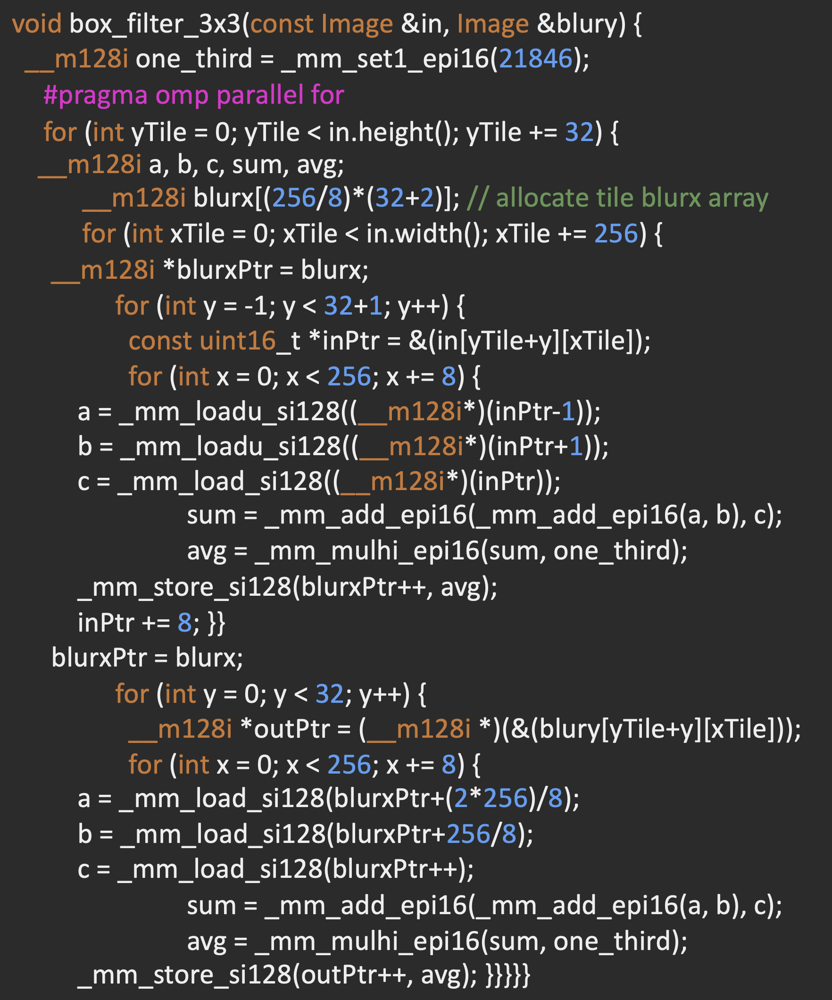 void box_filter_3x3(const Image &in, Image &blury) {
__m128i one_third = _mm_set1_epi16(21846);
#pragma omp parallel for
for (int yTile = 0; yTile < in.height(); yTile += 32) {
__m128i a, b, c, sum, avg;
__m128i blurx[(256/8)*(32+2)]; // allocate tile blurx array
for (int xTile = 0; xTile < in.width(); xTile += 256) {
__m128i *blurxPtr = blurx;
for (int y = -1; y < 32+1; y++) {
const uint16_t *inPtr = &(in[yTile+y][xTile]);
for (int x = 0; x < 256; x += 8) {
a = _mm_loadu_si128((__m128i*)(inPtr-1));
b = _mm_loadu_si128((__m128i*)(inPtr+1));
c = _mm_load_si128((__m128i*)(inPtr));
sum = _mm_add_epi16(_mm_add_epi16(a, b), c);
avg = _mm_mulhi_epi16(sum, one_third);
_mm_store_si128(blurxPtr++, avg);
inPtr += 8; }}
blurxPtr = blurx;
for (int y = 0; y < 32; y++) {
__m128i *outPtr = (__m128i *)(&(blury[yTile+y][xTile]));
for (int x = 0; x < 256; x += 8) {
a = _mm_load_si128(blurxPtr+(2*256)/8);
b = _mm_load_si128(blurxPtr+256/8);
c = _mm_load_si128(blurxPtr++);
sum = _mm_add_epi16(_mm_add_epi16(a, b), c);
avg = _mm_mulhi_epi16(sum, one_third);
_mm_store_si128(outPtr++, avg); }}}}}